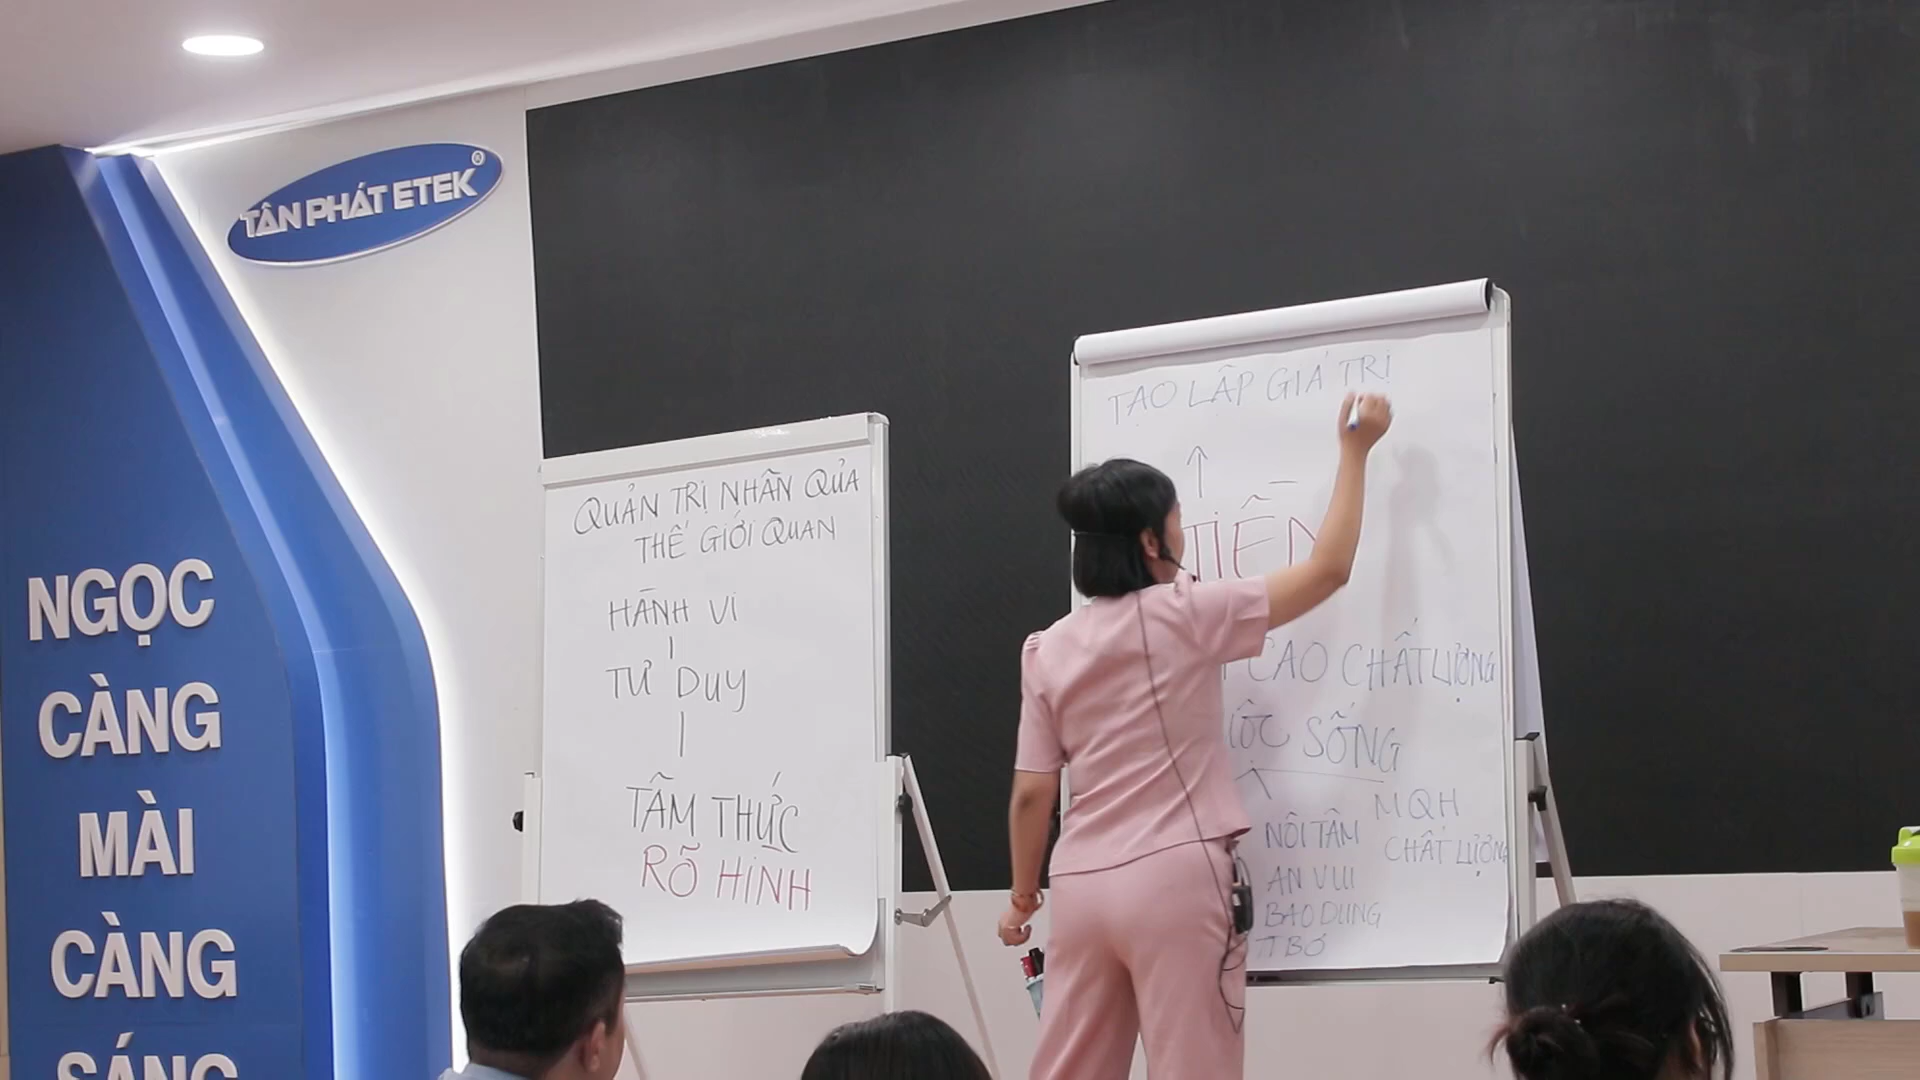 TÂN PHÁT ETEK®
NGỌC
CÀNG
MÀI
CÀNG
SÁNG
QUẢN TRỊ NHÂN QUẢ
THẾ GIỚI QUAN
HÀNH VI
TƯ DUY
TÂM THỨC
RÕ HÌNH
TẠO LẬP GIÁ TRỊ
TIỀN
CAO CHẤT LƯỢNG
SỐNG
MQH
NỘI TÂM
CHẤT LƯỢNG
AN VUI
BAO DUNG